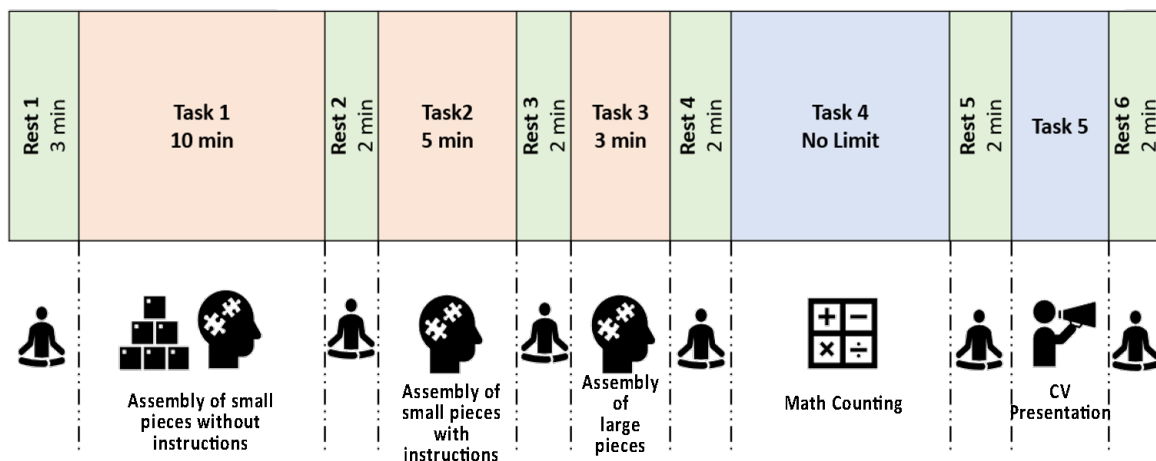 Rest 1
3 min
Task 1
10 min
Rest 2
2 min
Task2
5 min
Rest 3
2 min
Task 3
3 min
Rest 4
2 min
Task 4
No Limit
Rest 5
2 min
Task 5
Rest 6
2 min
Assembly of small
pieces without
instructions
Assembly of
small pieces
with
instructions
Assembly
of
large
pieces
Math Counting
CV
Presentation